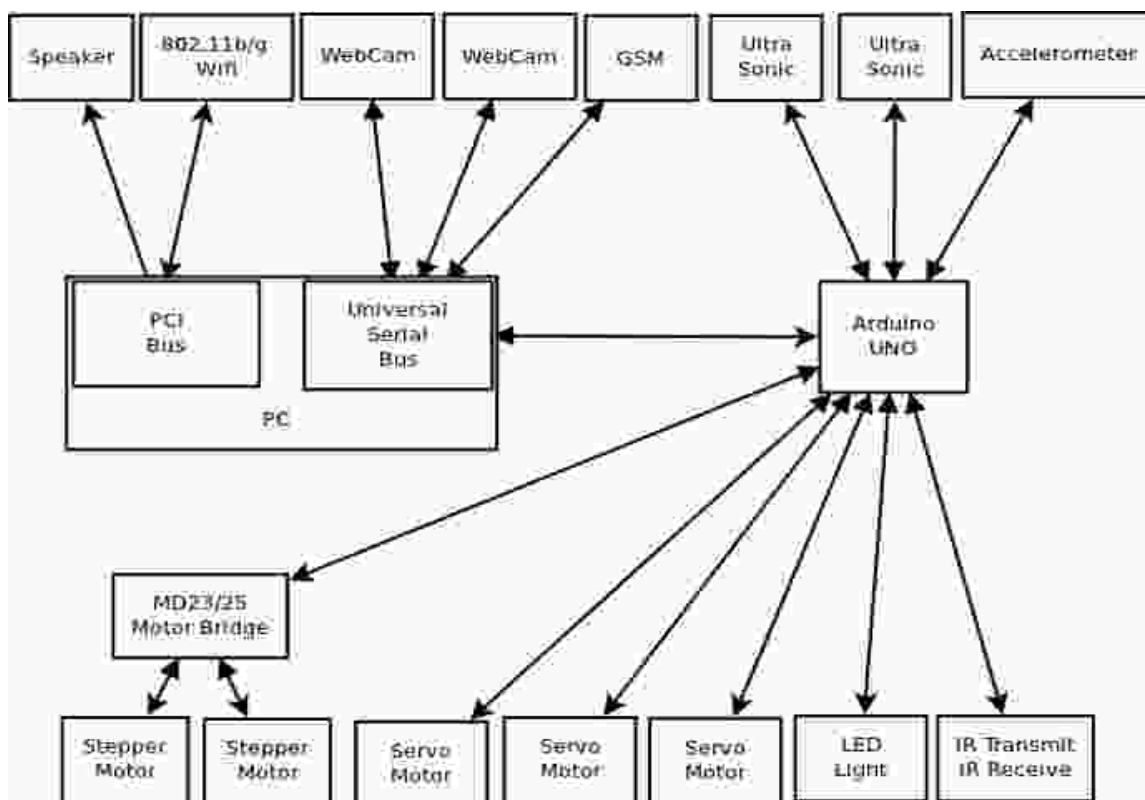 Speaker
802.11b/g
Wifi
WebCam
WebCam
GSM
Ultra
Sonic
Ultra
Sonic
Accelerometer
PCI
Bus
Universal
Serial
Bus
PC
Arduino
UNO
MD23/25
Motor Bridge
Stepper
Motor
Stepper
Motor
Servo
Motor
Servo
Motor
Servo
Motor
LED
Light
IR Transmit
IR Receive